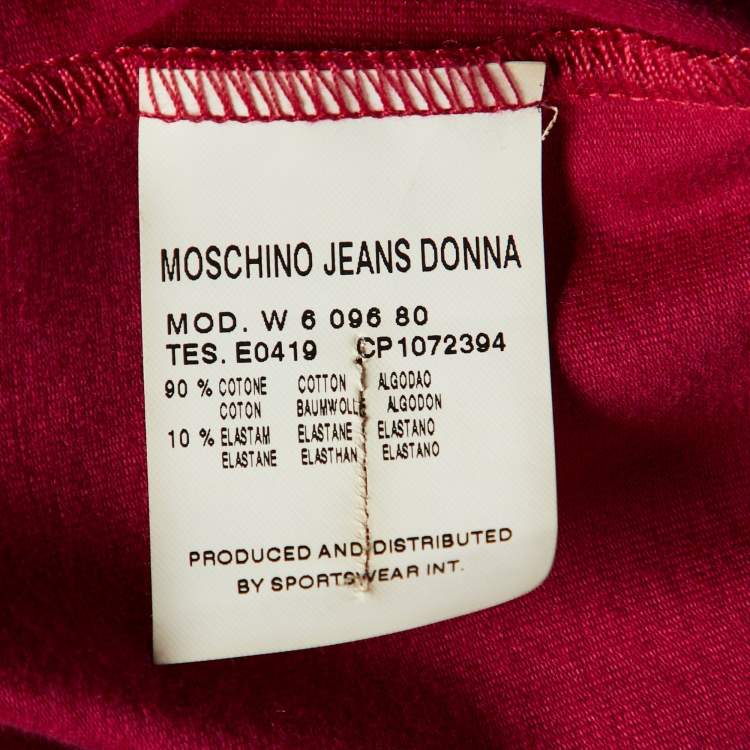 MOSCHINO JEANS DONNA
MOD. W 6 096 80
TES. E0419 CP1072394
90 % COTONE COTTON ALGODAO
COTON BAUMWOLLE ALGODON
10 % ELASTAM ELASTANE ELASTANO
ELASTANE ELASTHAN ELASTANO
PRODUCED AND DISTRIBUTED
BY SPORTSWEAR INT.